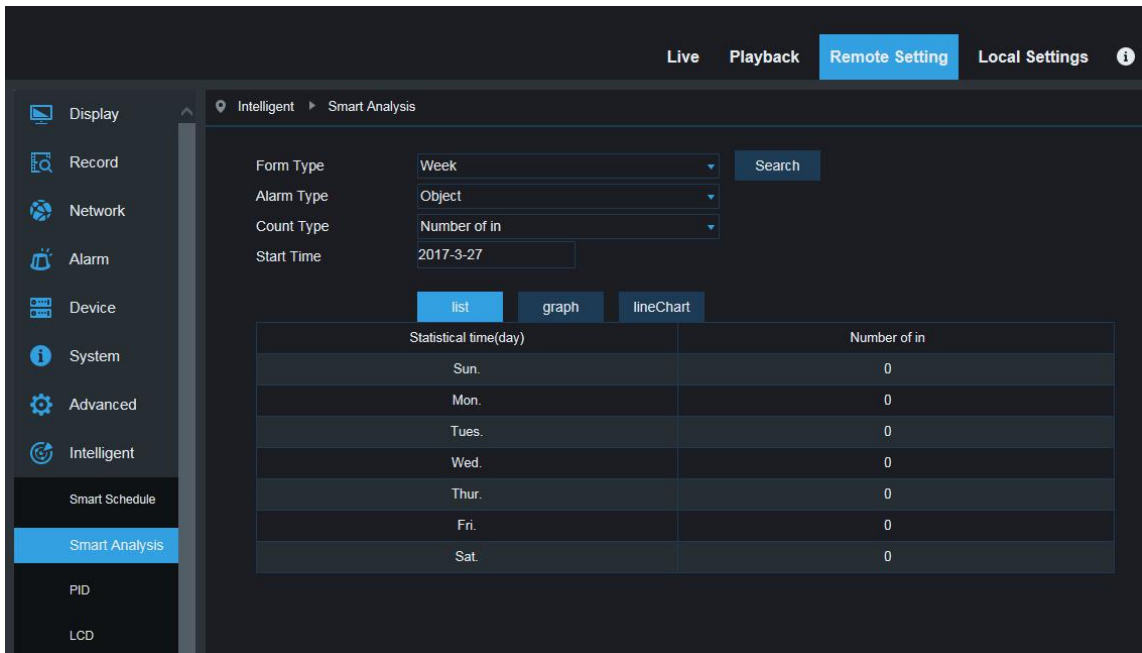 Live Playback Remote Setting Local Settings
Display
Record
Network
Alarm
Device
System
Advanced
Intelligent
Smart Schedule
Smart Analysis
PID
LCD
Intelligent Smart Analysis
Form Type Week Search
Alarm Type Object
Count Type Number of in
Start Time 2017-3-27
list graph lineChart
Statistical time(day) Number of in
Sun. 0
Mon. 0
Tues. 0
Wed. 0
Thur. 0
Fri. 0
Sat. 0